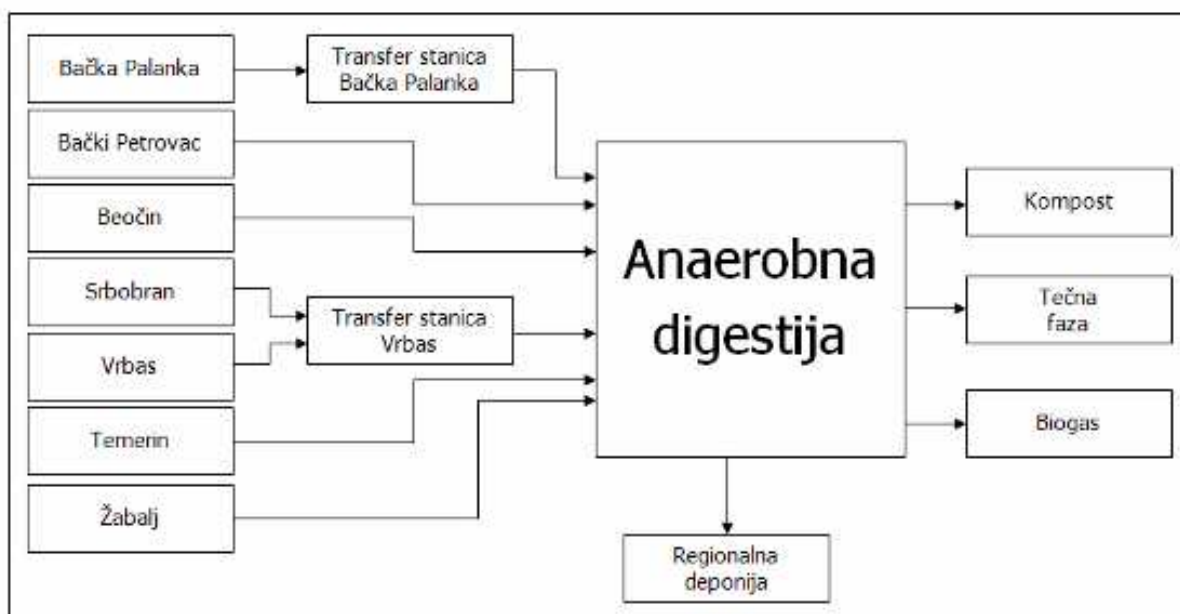 Bačka Palanka
Transfer stanica
Bačka Palanka
Bački Petrovac
Beočin
Srbobran
Transfer stanica
Vrbas
Vrbas
Temerin
Žabalj
Anaerobna
digestija
Kompost
Tečna
faza
Biogas
Regionalna
deponija